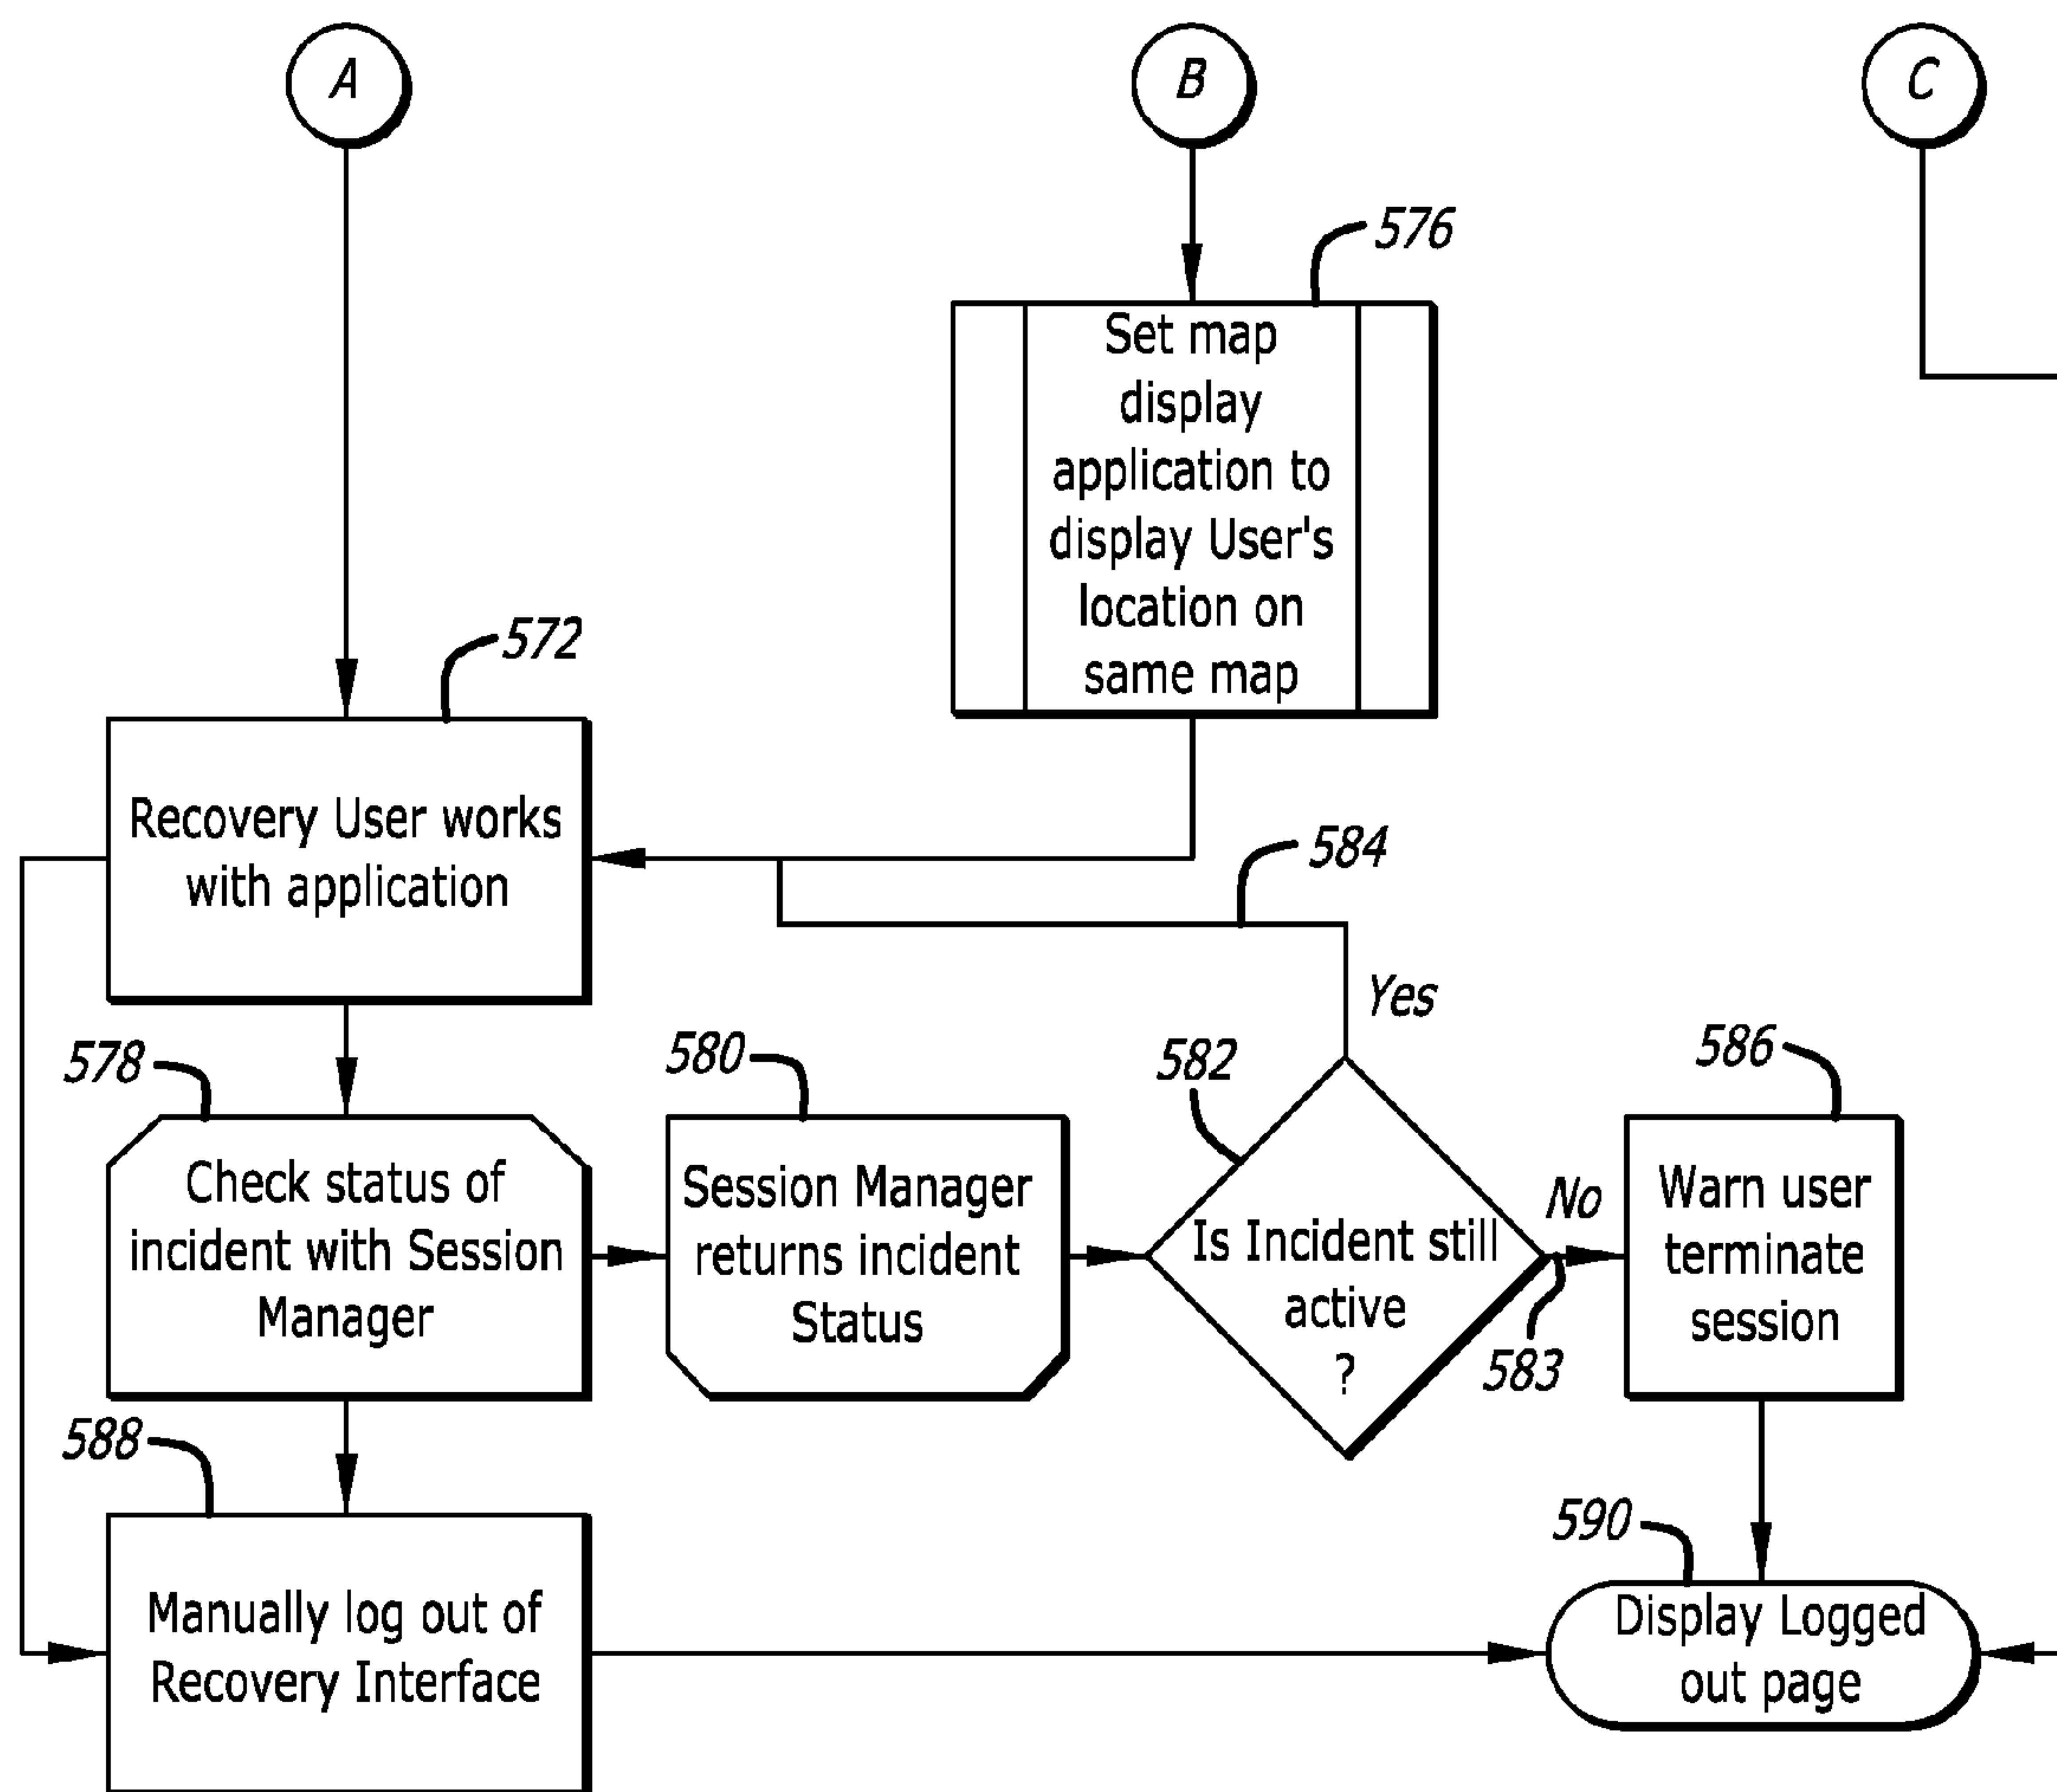 A
B
C
576
Set map
display
application to
display User's
location on
same map
572
Recovery User works
with application
584
Yes
578
Check status of
incident with Session
Manager
580
Session Manager
returns incident
Status
582
Is Incident still
active
?
No
583
586
Warn user
terminate
session
588
Manually log out of
Recovery Interface
590
Display Logged
out page